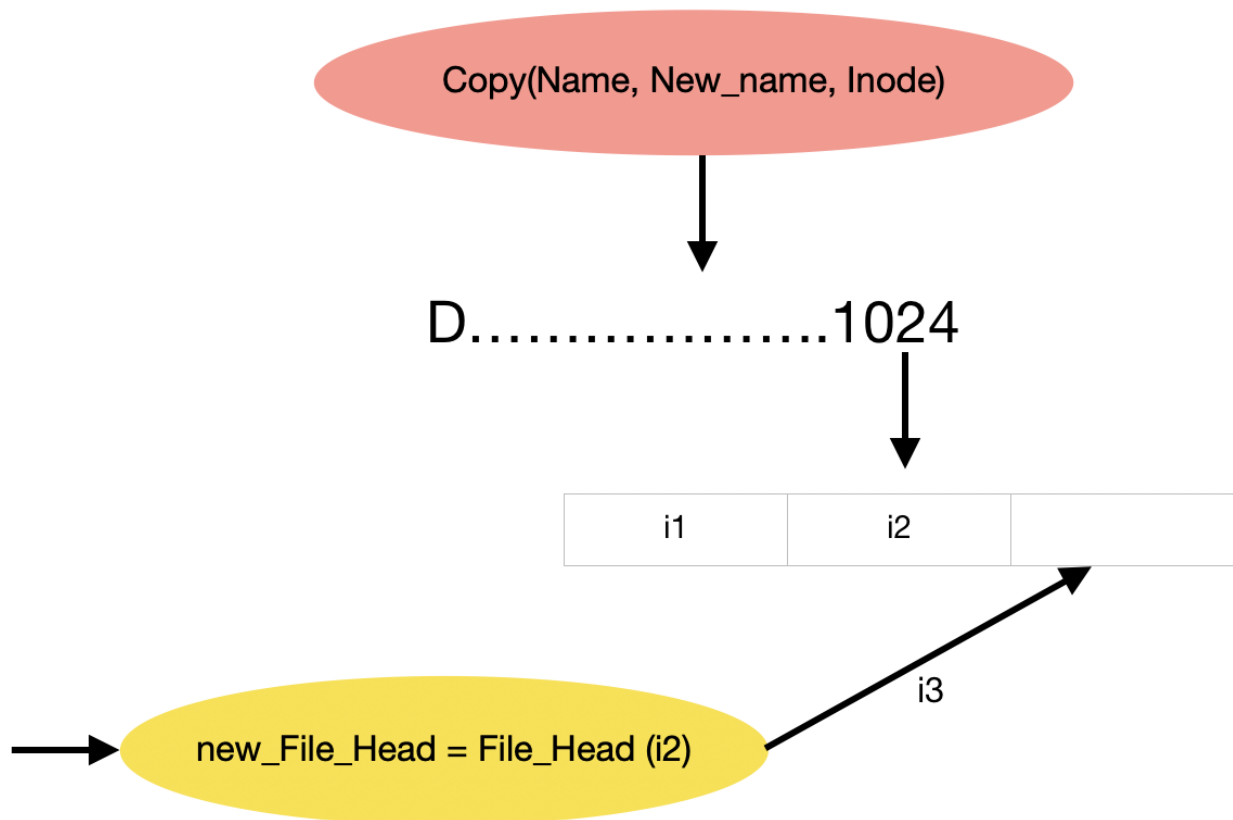 Copy(Name, New_name, Inode)
D...................1024
i1
i2
i3
new_File_Head = File_Head (i2)